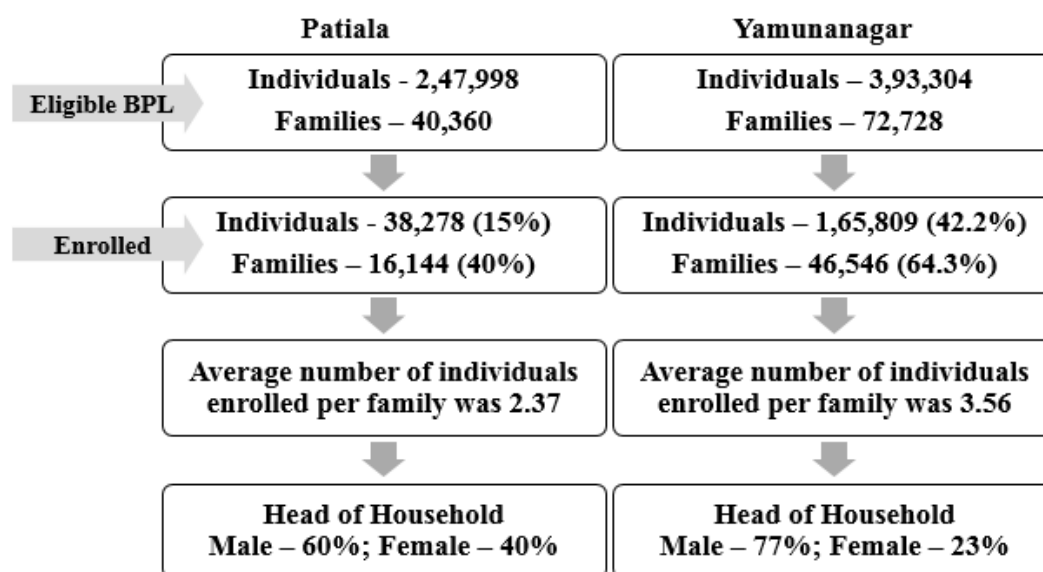 Patiala
Yamunanagar
Eligible BPL
Individuals - 2,47,998
Families – 40,360
Individuals – 3,93,304
Families – 72,728
Enrolled
Individuals - 38,278 (15%)
Families – 16,144 (40%)
Individuals – 1,65,809 (42.2%)
Families – 46,546 (64.3%)
Average number of individuals
enrolled per family was 2.37
Average number of individuals
enrolled per family was 3.56
Head of Household
Male – 60%; Female – 40%
Head of Household
Male – 77%; Female – 23%